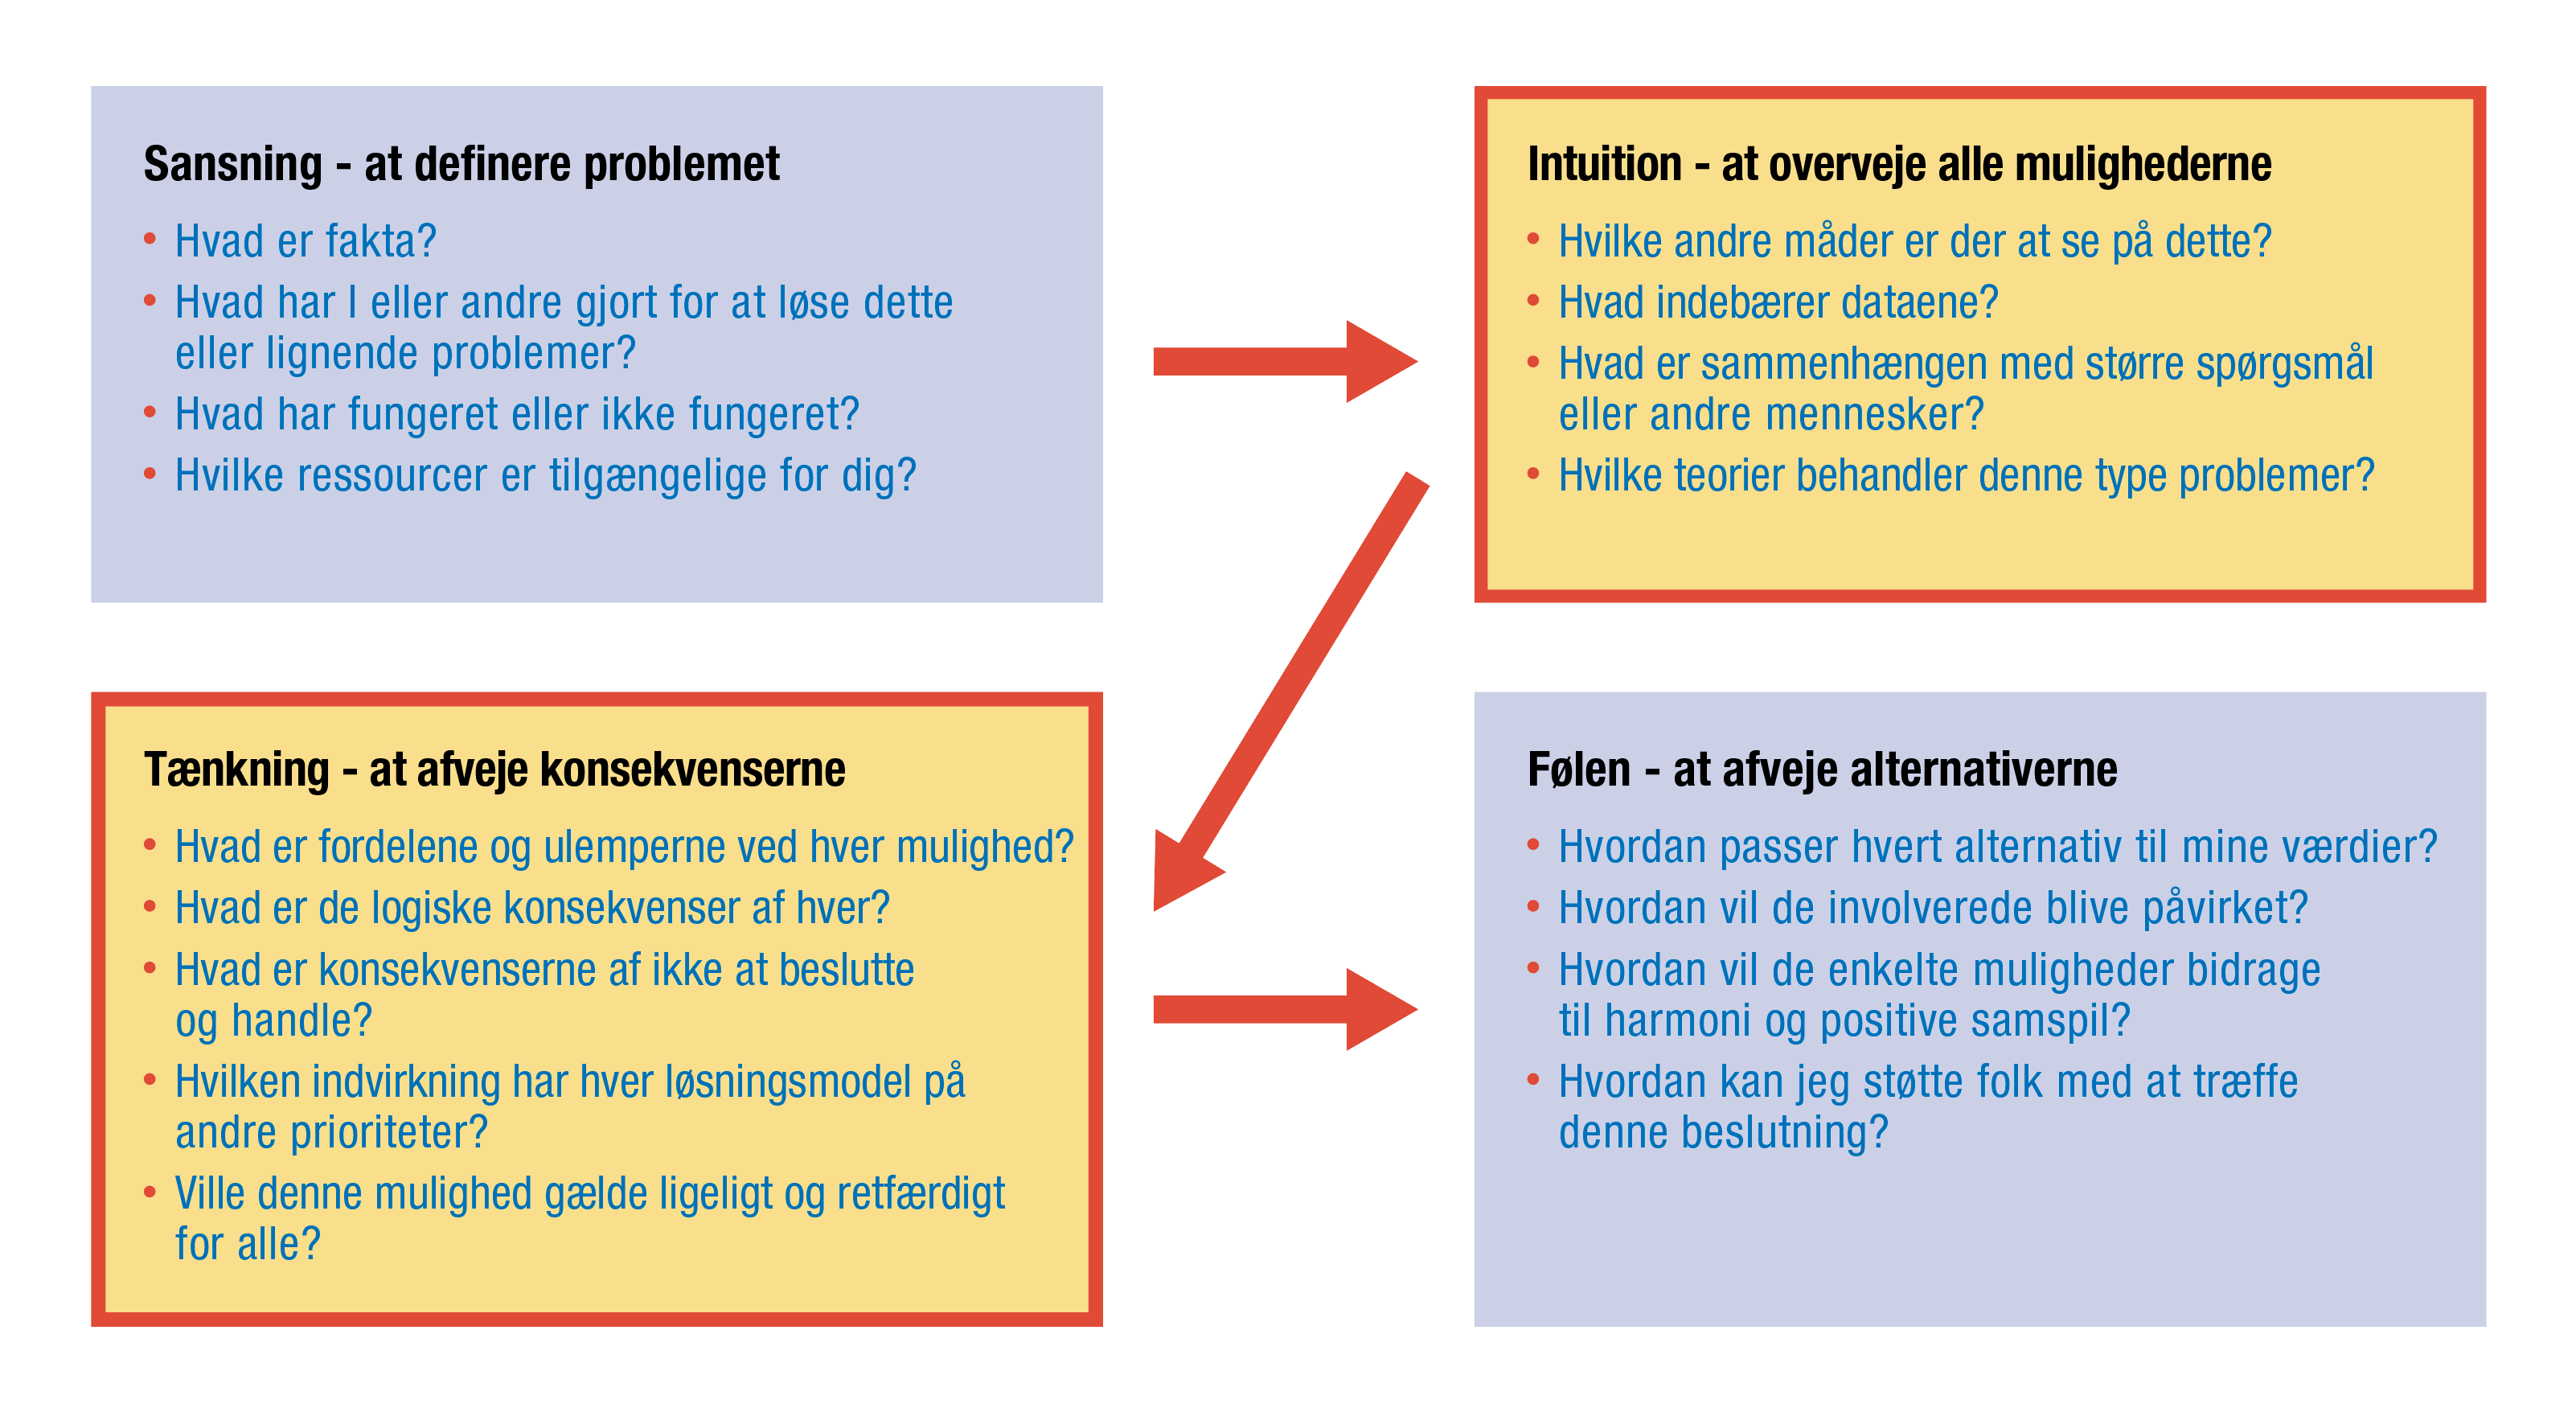 Sansning - at definere problemet
• Hvad er fakta?
• Hvad har I eller andre gjort for at løse dette
eller lignende problemer?
• Hvad har fungeret eller ikke fungeret?
• Hvilke ressourcer er tilgængelige for dig?
Intuition - at overveje alle mulighederne
• Hvilke andre måder er der at se på dette?
• Hvad indebærer dataene?
• Hvad er sammenhængen med større spørgsmål
eller andre mennesker?
• Hvilke teorier behandler denne type problemer?
Tænkning - at afveje konsekvenserne
• Hvad er fordelene og ulemperne ved hver mulighed?
• Hvad er de logiske konsekvenser af hver?
• Hvad er konsekvenserne af ikke at beslutte
og handle?
• Hvilken indvirkning har hver løsningsmodel på
andre prioriteter?
• Ville denne mulighed gælde ligeligt og retfærdigt
for alle?
Følen - at afveje alternativerne
• Hvordan passer hvert alternativ til mine værdier?
• Hvordan vil de involverede blive påvirket?
• Hvordan vil de enkelte muligheder bidrage
til harmoni og positive samspil?
• Hvordan kan jeg støtte folk med at træffe
denne beslutning?